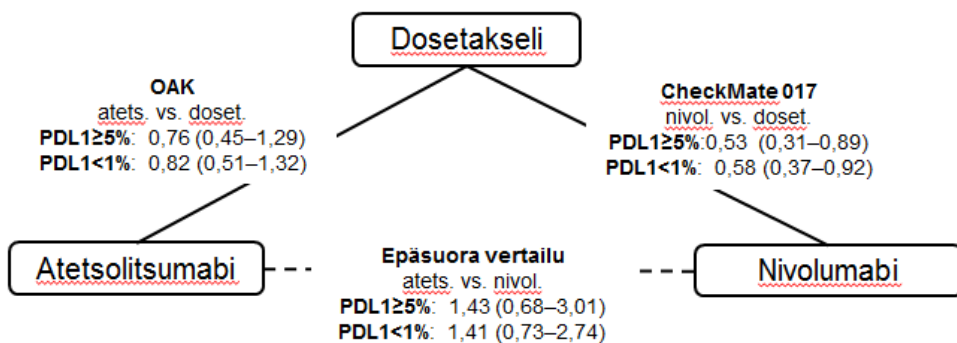 Dosetakseli
OAK
atets. vs. doset.
PDL1≥5%: 0,76 (0,45–1,29)
PDL1<1%: 0,82 (0,51–1,32)
CheckMate 017
nivol. vs. doset.
PDL1≥5%:0,53 (0,31–0,89)
PDL1<1%: 0,58 (0,37–0,92)
Atetsolitsumabi
Epäsuora vertailu
atets. vs. nivol.
PDL1≥5%: 1,43 (0,68–3,01)
PDL1<1%: 1,41 (0,73–2,74)
Nivolumabi